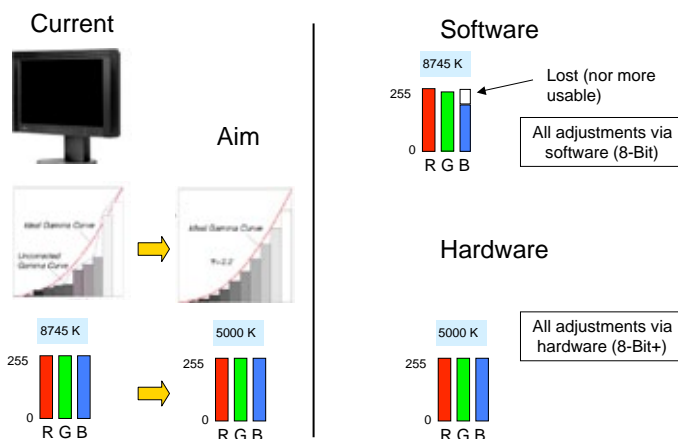 Current
Aim
Ideal Gamma Curve
Uncorrected
Gamma Curve
Ideal Gamma Curve
8745 K
255
0
R G B
5000 K
255
0
R G B
Software
8745 K
255
0
R G B
Lost (nor more
usable)
All adjustments via
software (8-Bit)
Hardware
5000 K
255
0
R G B
All adjustments via
hardware (8-Bit+)